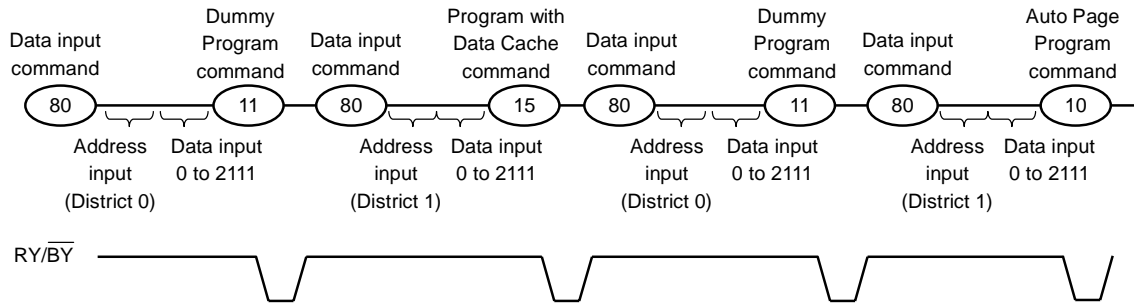 Data input
command
Dummy
Program
command
Data input
command
Program with
Data Cache
command
Data input
command
Dummy
Program
command
Data input
command
Auto Page
Program
command
80
11
80
15
80
11
80
10
Address
input
(District 0)
Data input
0 to 2111
Address
input
(District 1)
Data input
0 to 2111
Address
input
(District 0)
Data input
0 to 2111
Address
input
(District 1)
Data input
0 to 2111
RY/B̅Y̅